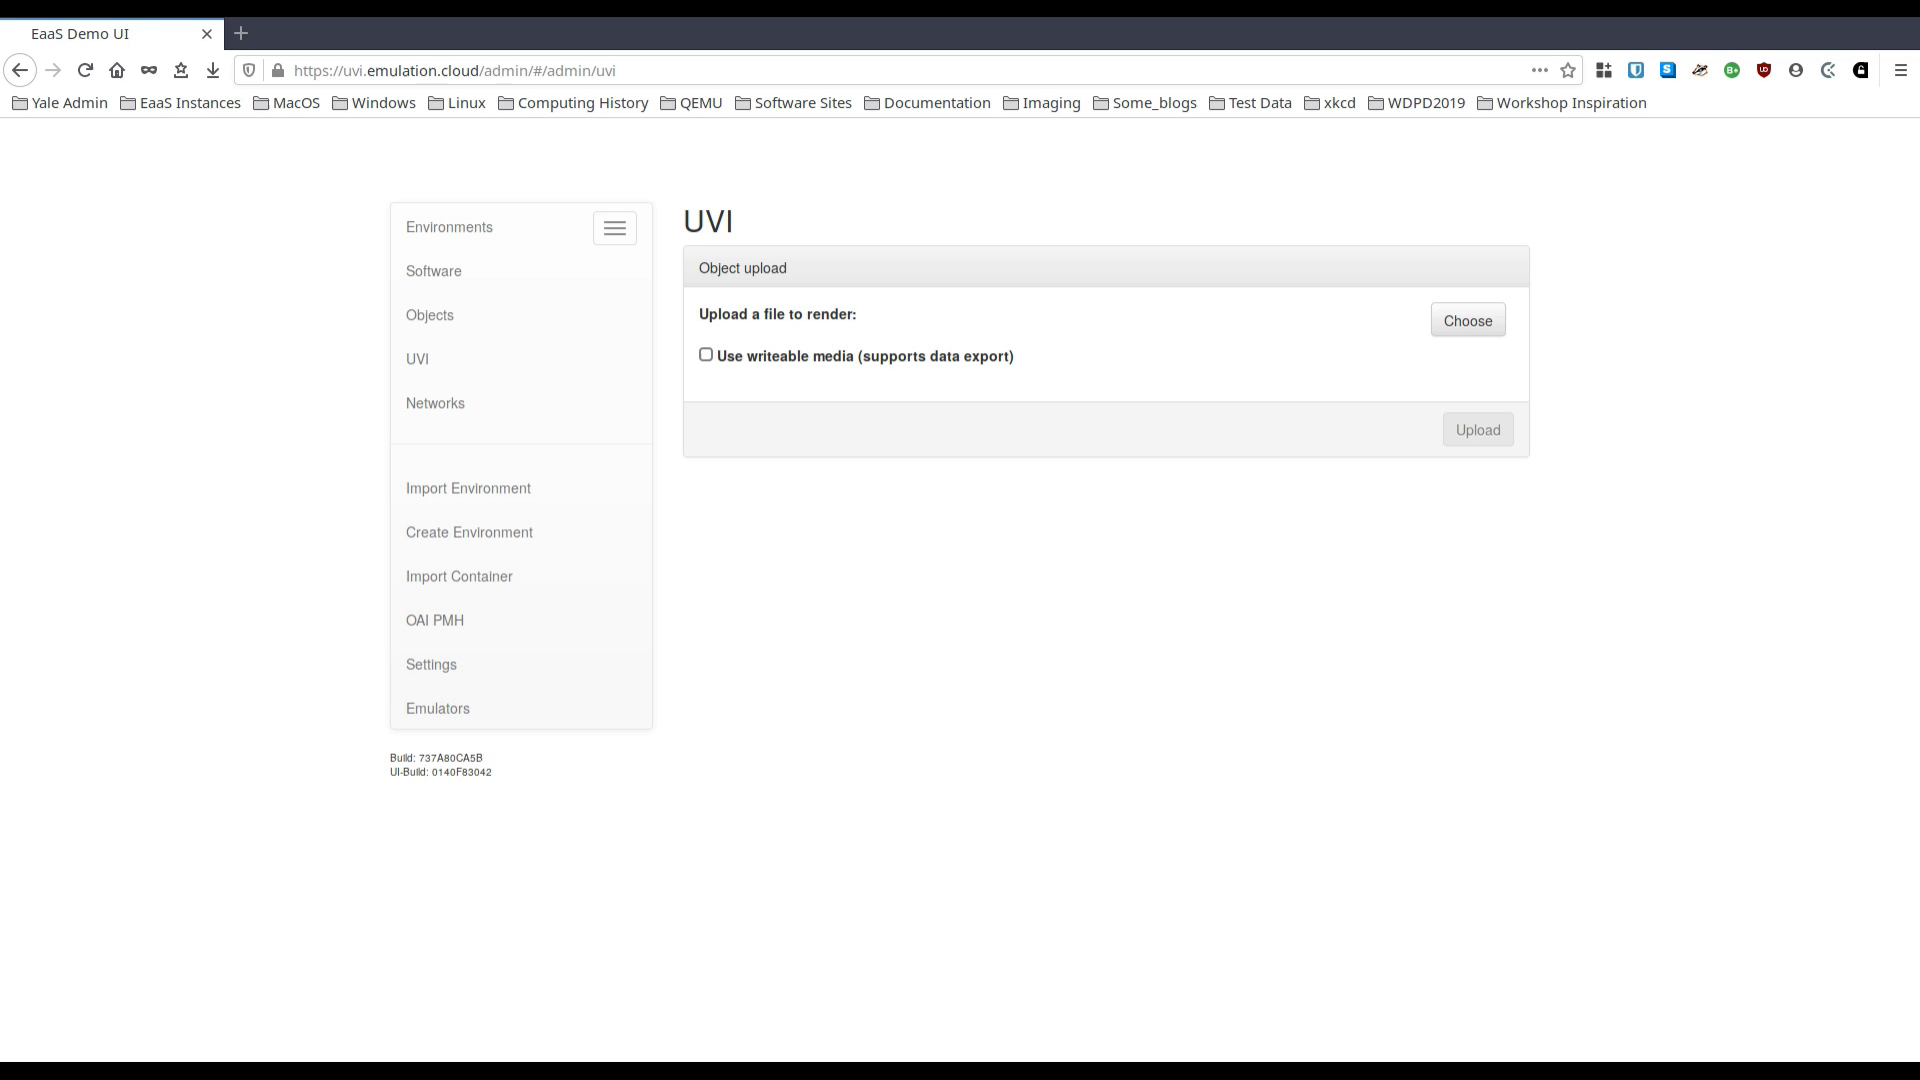 EaaS Demo UI
https://uvi.emulation.cloud/admin/#/admin/uvi
Yale Admin EaaS Instances MacOS Windows Linux Computing History QEMU Software Sites Documentation Imaging Some_blogs Test Data xkcd WDPD2019 Workshop Inspiration
Environments
Software
Objects
UVI
Networks
Import Environment
Create Environment
Import Container
OAI PMH
Settings
Emulators
Build: 737A80CA5B
UI-Build: 0140F83042
UVI
Object upload
Upload a file to render:
Choose
Use writeable media (supports data export)
Upload